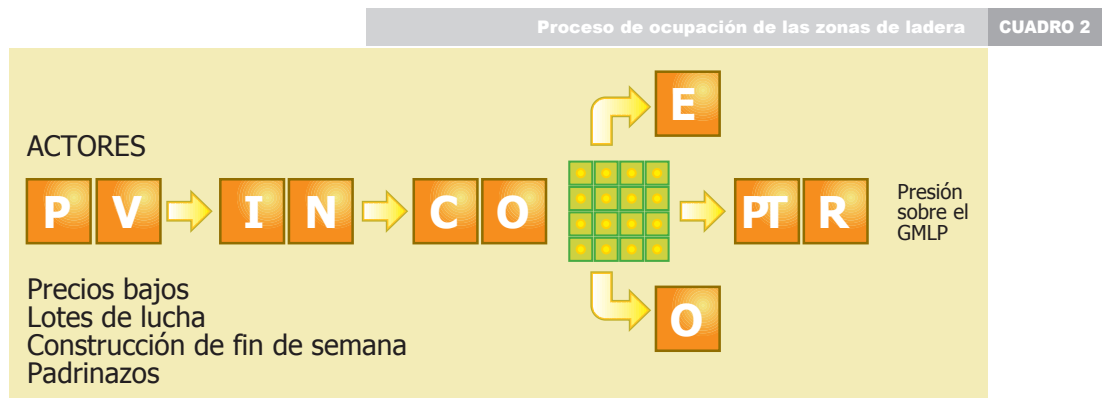 Proceso de ocupación de las zonas de ladera CUADRO 2
ACTORES
E
P V I N C O PT R
Presión
sobre el
GMLP
O
Precios bajos
Lotes de lucha
Construcción de fin de semana
Padrinazos